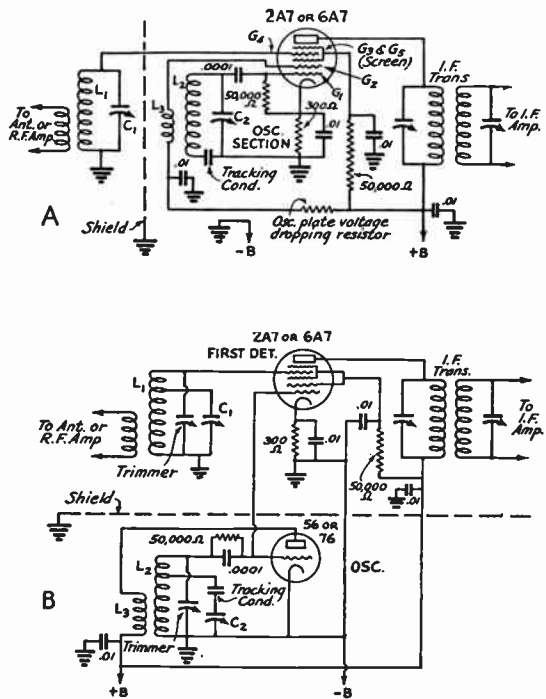 2A7 OR 6A7
G4
G3 & G5
(Screen)
G2
G1
.0001
L2
50,000
Ω
300
Ω
.01
.01
L1
C1
L3
C2
OSC.
SECTION
To
Ant. or
R.F. Amp.
I.F.
Trans
To I.F.
Amp.
.01
Tracking
Cond.
50,000Ω
A
Shield
Osc. plate voltage
dropping resistor
.01
-B
+B
2A7 OR 6A7
FIRST DET.
I.F.
Trans.
L1
C1
To Ant. or
R.F. Amp
Trimmer
300
Ω
.01
.01
50,000
Ω
.01
To
I.F.
Amp.
Shield
50,000Ω
56 OR
76
L2
.0001
OSC.
B
L3
Tracking
Cond.
C2
.01
Trimmer
+B
-B